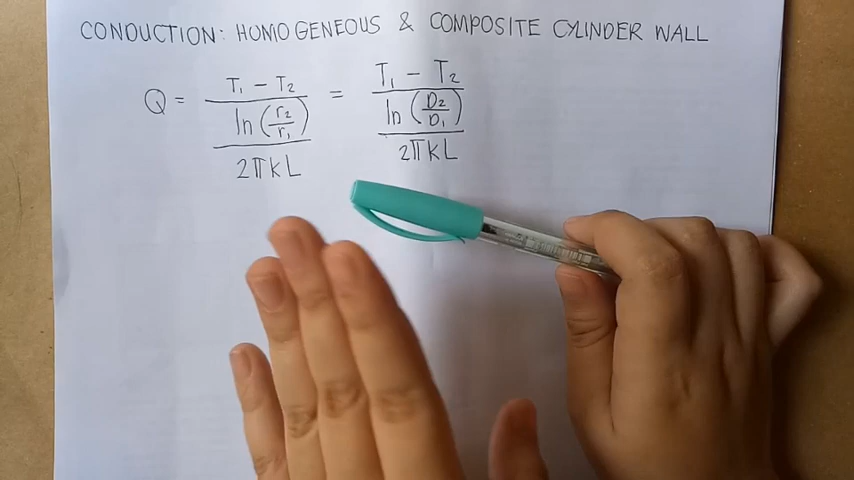 CONDUCTION: HOMOGENEOUS & COMPOSITE CYLINDER WALL
Q = (T₁ - T₂) / (ln(r₂/r₁) / 2πkL) = (T₁ - T₂) / (ln(D₂/D₁) / 2πkL)